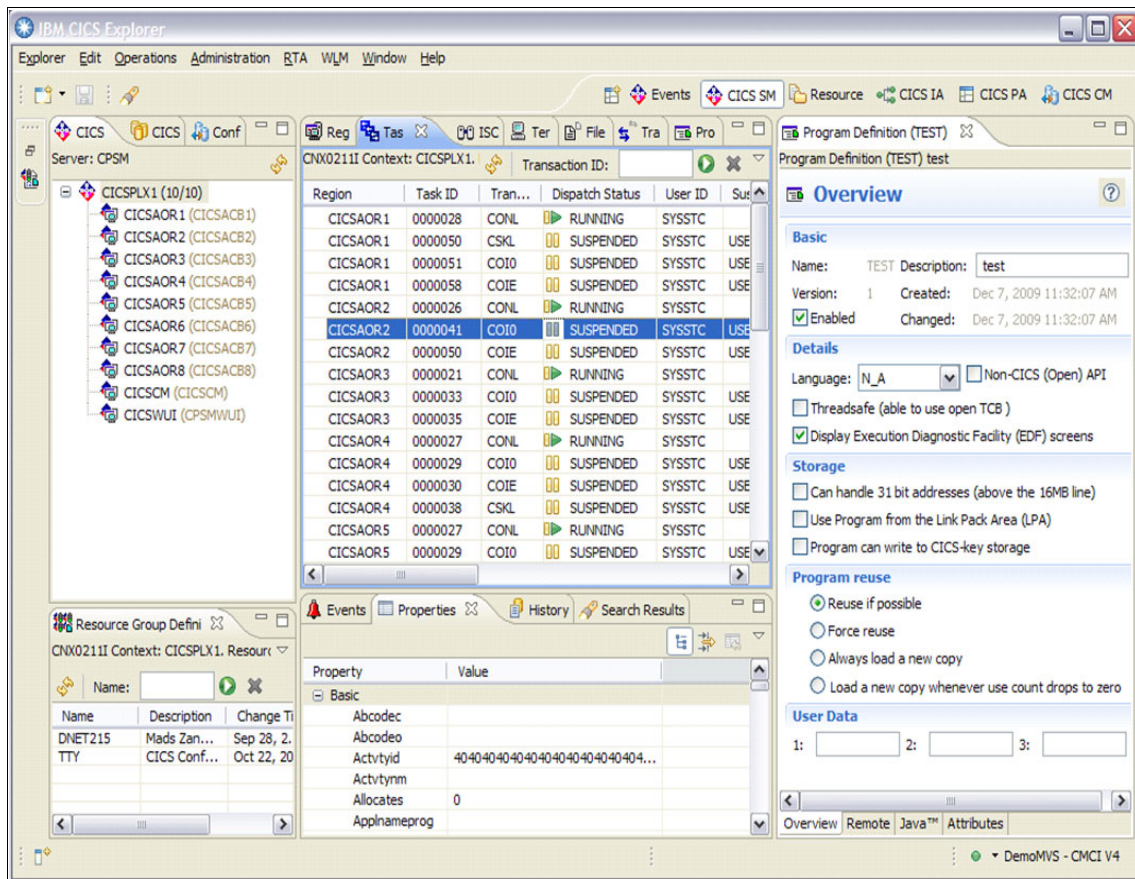 IBM CICS Explorer
Explorer Edit Operations Administration RTA WLM Window Help
Events CICS SM Resource CICS IA CICS PA CICS CM
CICS CICS Conf
Server: CPSM
CICSPLX1 (10/10)
CICSAOR1 (CICSACB1)
CICSAOR2 (CICSACB2)
CICSAOR3 (CICSACB3)
CICSAOR4 (CICSACB4)
CICSAOR5 (CICSACB5)
CICSAOR6 (CICSACB6)
CICSAOR7 (CICSACB7)
CICSAOR8 (CICSACB8)
CICSCM (CICSCM)
CICSWUI (CPSMWUI)
Resource Group Defini
CNX0211I Context: CICSPLX1. Resourc
Name:
Name Description Change Ti
DNET215 Mads Zan... Sep 28, 2.
TTY CICS Conf... Oct 22, 20
Reg Tas ISC Ter File Tra Pro
CNX0211I Context: CICSPLX1. Transaction ID:
Region Task ID Tran... Dispatch Status User ID Sus
CICSAOR1 0000028 CONL RUNNING SYSSTC
CICSAOR1 0000050 CSKL SUSPENDED SYSSTC USE
CICSAOR1 0000051 COI0 SUSPENDED SYSSTC USE
CICSAOR1 0000058 COIE SUSPENDED SYSSTC USE
CICSAOR2 0000026 CONL RUNNING SYSSTC
CICSAOR2 0000041 COI0 SUSPENDED SYSSTC USE
CICSAOR2 0000050 COIE SUSPENDED SYSSTC USE
CICSAOR3 0000021 CONL RUNNING SYSSTC
CICSAOR3 0000033 COI0 SUSPENDED SYSSTC USE
CICSAOR3 0000035 COIE SUSPENDED SYSSTC USE
CICSAOR4 0000027 CONL RUNNING SYSSTC
CICSAOR4 0000029 COI0 SUSPENDED SYSSTC USE
CICSAOR4 0000030 COIE SUSPENDED SYSSTC USE
CICSAOR4 0000038 CSKL SUSPENDED SYSSTC USE
CICSAOR5 0000027 CONL RUNNING SYSSTC
CICSAOR5 0000029 COI0 SUSPENDED SYSSTC USE
Events Properties History Search Results
Property Value
Basic
Abcodec
Abcodeo
Actvtyid 40404040404040404040404040404...
Actvtynm
Allocates 0
Applnameprog
Program Definition (TEST)
Program Definition (TEST) test
Overview
Basic
Name: TEST Description: test
Version: 1 Created: Dec 7, 2009 11:32:07 AM
Enabled Changed: Dec 7, 2009 11:32:07 AM
Details
Language: N_A Non-CICS (Open) API
Threadsafe (able to use open TCB )
Display Execution Diagnostic Facility (EDF) screens
Storage
Can handle 31 bit addresses (above the 16MB line)
Use Program from the Link Pack Area (LPA)
Program can write to CICS-key storage
Program reuse
Reuse if possible
Force reuse
Always load a new copy
Load a new copy whenever use count drops to zero
User Data
1: 2: 3:
Overview Remote Java™ Attributes
DemoMVS - CMCI V4